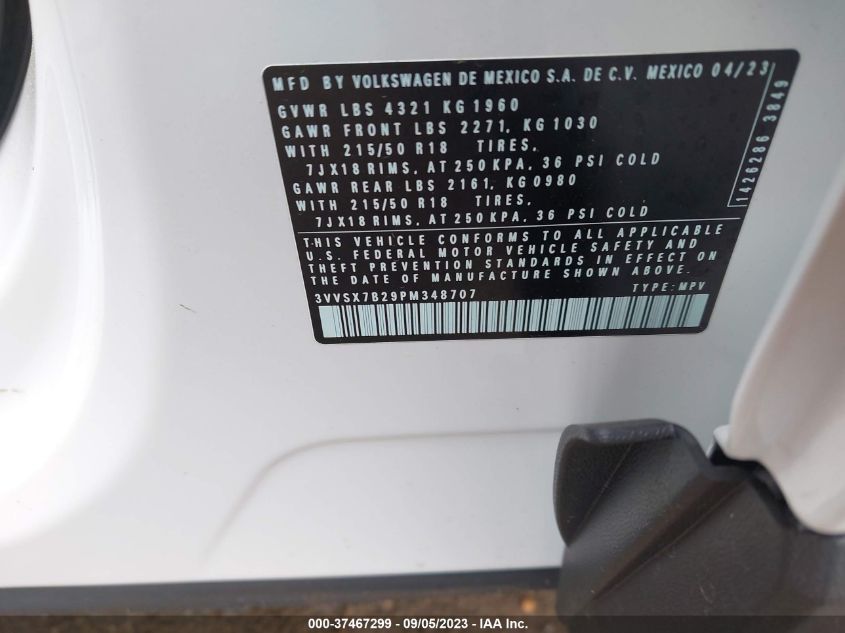 MFD BY VOLKSWAGEN DE MEXICO S.A. DE C.V. MEXICO 04/23
GVWR LBS 4321 KG 1960
GAWR FRONT LBS 2271, KG 1030
WITH 215/50 R18 TIRES,
7JX18 RIMS, AT 250 KPA, 36 PSI COLD
GAWR REAR LBS 2161, KG 0980
WITH 215/50 R18 TIRES,
7JX18 RIMS, AT 250 KPA, 36 PSI COLD
THIS VEHICLE CONFORMS TO ALL APPLICABLE
U.S. FEDERAL MOTOR VEHICLE SAFETY AND
THEFT PREVENTION STANDARDS IN EFFECT ON
THE DATE OF MANUFACTURE SHOWN ABOVE.
3VVSX7B29PM348707 TYPE: MPV
1426286 3849
000-37467299 - 09/05/2023 - IAA Inc.